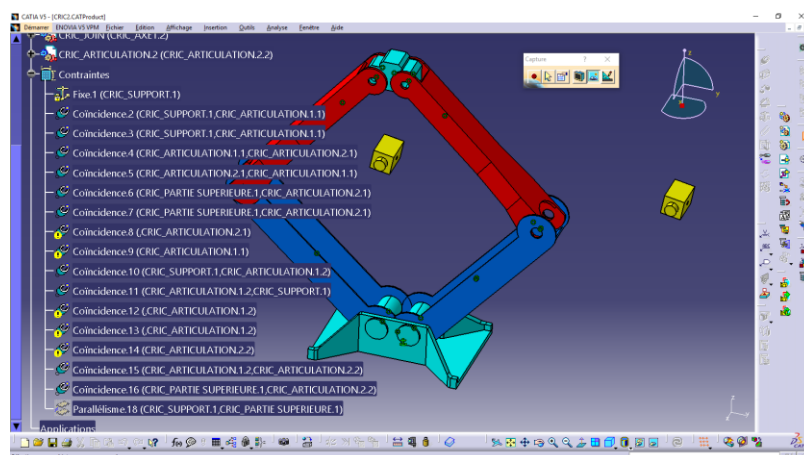 CATIA V5 - [CRIC2.CATProduct]
Démarrer ENOVIA V5 VPM Fichier Edition Affichage Insertion Outils Analyse Fenêtre Aide
CRIC_JOIN (CRIC_AXE1.2)
CRIC_ARTICULATION.2 (CRIC_ARTICULATION.2.2)
Contraintes
Fixe.1 (CRIC_SUPPORT.1)
Coïncidence.2 (CRIC_SUPPORT.1,CRIC_ARTICULATION.1.1)
Coïncidence.3 (CRIC_SUPPORT.1,CRIC_ARTICULATION.1.1)
Coïncidence.4 (CRIC_ARTICULATION.1.1,CRIC_ARTICULATION.2.1)
Coïncidence.5 (CRIC_ARTICULATION.2.1,CRIC_ARTICULATION.1.1)
Coïncidence.6 (CRIC_PARTIE SUPERIEURE.1,CRIC_ARTICULATION.2.1)
Coïncidence.7 (CRIC_PARTIE SUPERIEURE.1,CRIC_ARTICULATION.2.1)
Coïncidence.8 (CRIC_ARTICULATION.2.1)
Coïncidence.9 (CRIC_ARTICULATION.1.1)
Coïncidence.10 (CRIC_SUPPORT.1,CRIC_ARTICULATION.1.2)
Coïncidence.11 (CRIC_ARTICULATION.1.2,CRIC_SUPPORT.1)
Coïncidence.12 (,CRIC_ARTICULATION.1.2)
Coïncidence.13 (,CRIC_ARTICULATION.1.2)
Coïncidence.14 (CRIC_ARTICULATION.2.2)
Coïncidence.15 (CRIC_ARTICULATION.1.2,CRIC_ARTICULATION.2.2)
Coïncidence.16 (CRIC_PARTIE SUPERIEURE.1,CRIC_ARTICULATION.2.2)
Parallélisme.18 (CRIC_SUPPORT.1,CRIC_PARTIE SUPERIEURE.1)
Applications
Capture ? ×
z
y
z
x